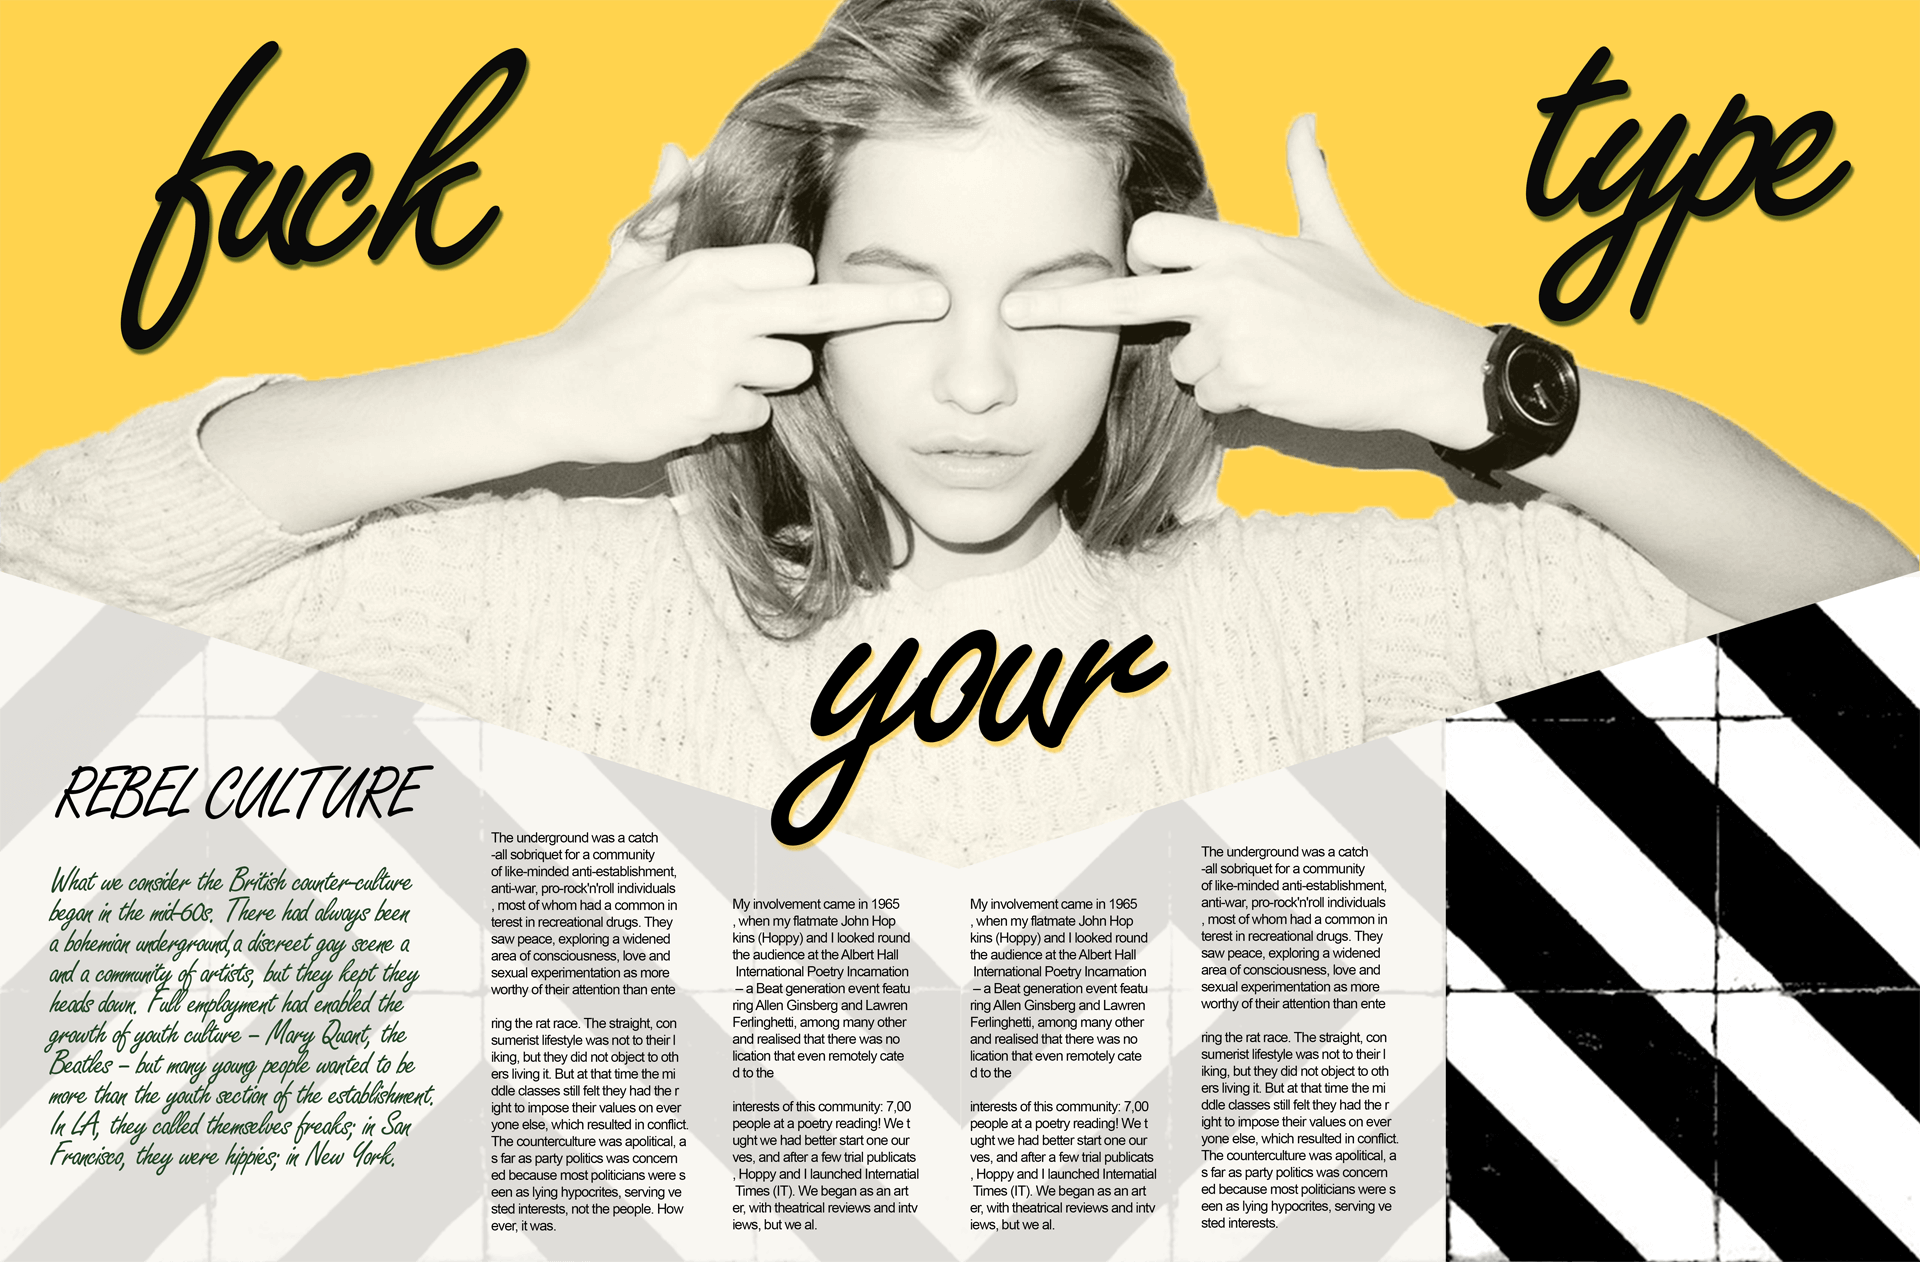 fuck
type
your
REBEL CULTURE
What we consider the British counter-culture
began in the mid-60s. There had always been
a bohemian underground,a discreet gay scene a
and a community of artists, but they kept they
heads down. Full employment had enabled the
growth of youth culture – Mary Quant, the
Beatles – but many young people wanted to be
more than the youth section of the establishment.
In LA, they called themselves freaks; in San
Francisco, they were hippies; in New York.
The underground was a catch
-all sobriquet for a community
of like-minded anti-establishment,
anti-war, pro-rock'n'roll individuals
, most of whom had a common in
terest in recreational drugs. They
saw peace, exploring a widened
area of consciousness, love and
sexual experimentation as more
worthy of their attention than ente
ring the rat race. The straight, con
sumerist lifestyle was not to their l
iking, but they did not object to oth
ers living it. But at that time the mi
ddle classes still felt they had the r
ight to impose their values on ever
yone else, which resulted in conflict.
The counterculture was apolitical, a
s far as party politics was concern
ed because most politicians were s
een as lying hypocrites, serving ve
sted interests, not the people. How
ever, it was.
My involvement came in 1965
, when my flatmate John Hop
kins (Hoppy) and I looked round
the audience at the Albert Hall
International Poetry Incarnation
– a Beat generation event featu
ring Allen Ginsberg and Lawren
Ferlinghetti, among many other
and realised that there was no
lication that even remotely cate
d to the
interests of this community: 7,00
people at a poetry reading! We t
ught we had better start one our
ves, and after a few trial publicats
, Hoppy and I launched Internatial
Times (IT). We began as an art
er, with theatrical reviews and intv
iews, but we al.
My involvement came in 1965
, when my flatmate John Hop
kins (Hoppy) and I looked round
the audience at the Albert Hall
International Poetry Incarnation
– a Beat generation event featu
ring Allen Ginsberg and Lawren
Ferlinghetti, among many other
and realised that there was no
lication that even remotely cate
d to the
interests of this community: 7,00
people at a poetry reading! We t
ught we had better start one our
ves, and after a few trial publicats
, Hoppy and I launched Internatial
Times (IT). We began as an art
er, with theatrical reviews and intv
iews, but we al.
The underground was a catch
-all sobriquet for a community
of like-minded anti-establishment,
anti-war, pro-rock'n'roll individuals
, most of whom had a common in
terest in recreational drugs. They
saw peace, exploring a widened
area of consciousness, love and
sexual experimentation as more
worthy of their attention than ente
ring the rat race. The straight, con
sumerist lifestyle was not to their l
iking, but they did not object to oth
ers living it. But at that time the mi
ddle classes still felt they had the r
ight to impose their values on ever
yone else, which resulted in conflict.
The counterculture was apolitical, a
s far as party politics was concern
ed because most politicians were s
een as lying hypocrites, serving ve
sted interests.